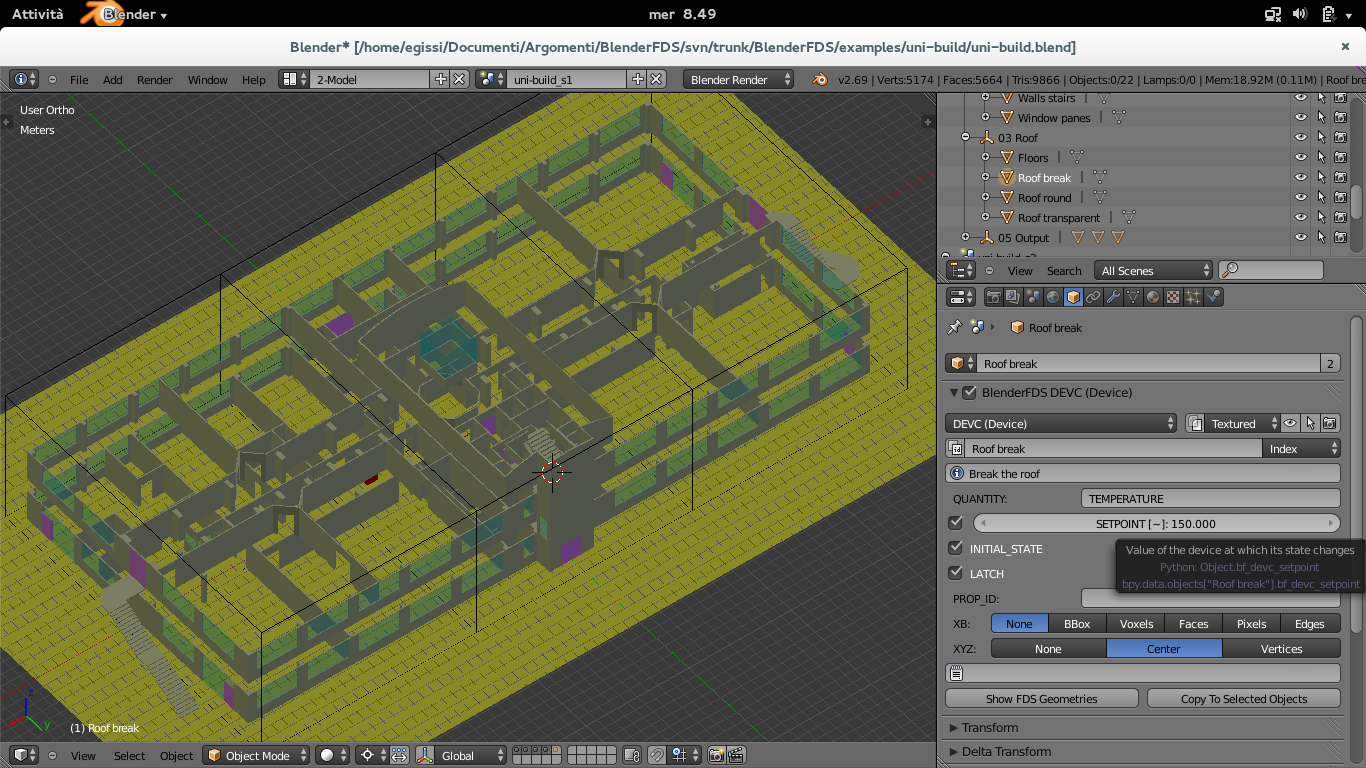 Attività Blender mer 8.49
Blender* [/home/egissi/Documenti/Argomenti/BlenderFDS/svn/trunk/BlenderFDS/examples/uni-build/uni-build.blend]
File Add Render Window Help 2-Model uni-build_s1 Blender Render v2.69 | Verts:5174 | Faces:5664 | Tris:9866 | Objects:0/22 | Lamps:0/0 | Mem:18.92M (0.11M) | Roof bre
User Ortho
Meters
Walls stairs
Window panes
03 Roof
Floors
Roof break
Roof round
Roof transparent
05 Output
View Search All Scenes
Roof break
Roof break 2
BlenderFDS DEVC (Device)
DEVC (Device) Textured
Roof break Index
Break the roof
QUANTITY: TEMPERATURE
SETPOINT [~]: 150.000
INITIAL_STATE
LATCH
Value of the device at which its state changes
Python: Object.bf_devc_setpoint
bpy.data.objects["Roof break"].bf_devc_setpoint
PROP_ID:
XB: None BBox Voxels Faces Pixels Edges
XYZ: None Center Vertices
Show FDS Geometries Copy To Selected Objects
Transform
Delta Transform
z
y
(1) Roof break
View Select Object Object Mode Global